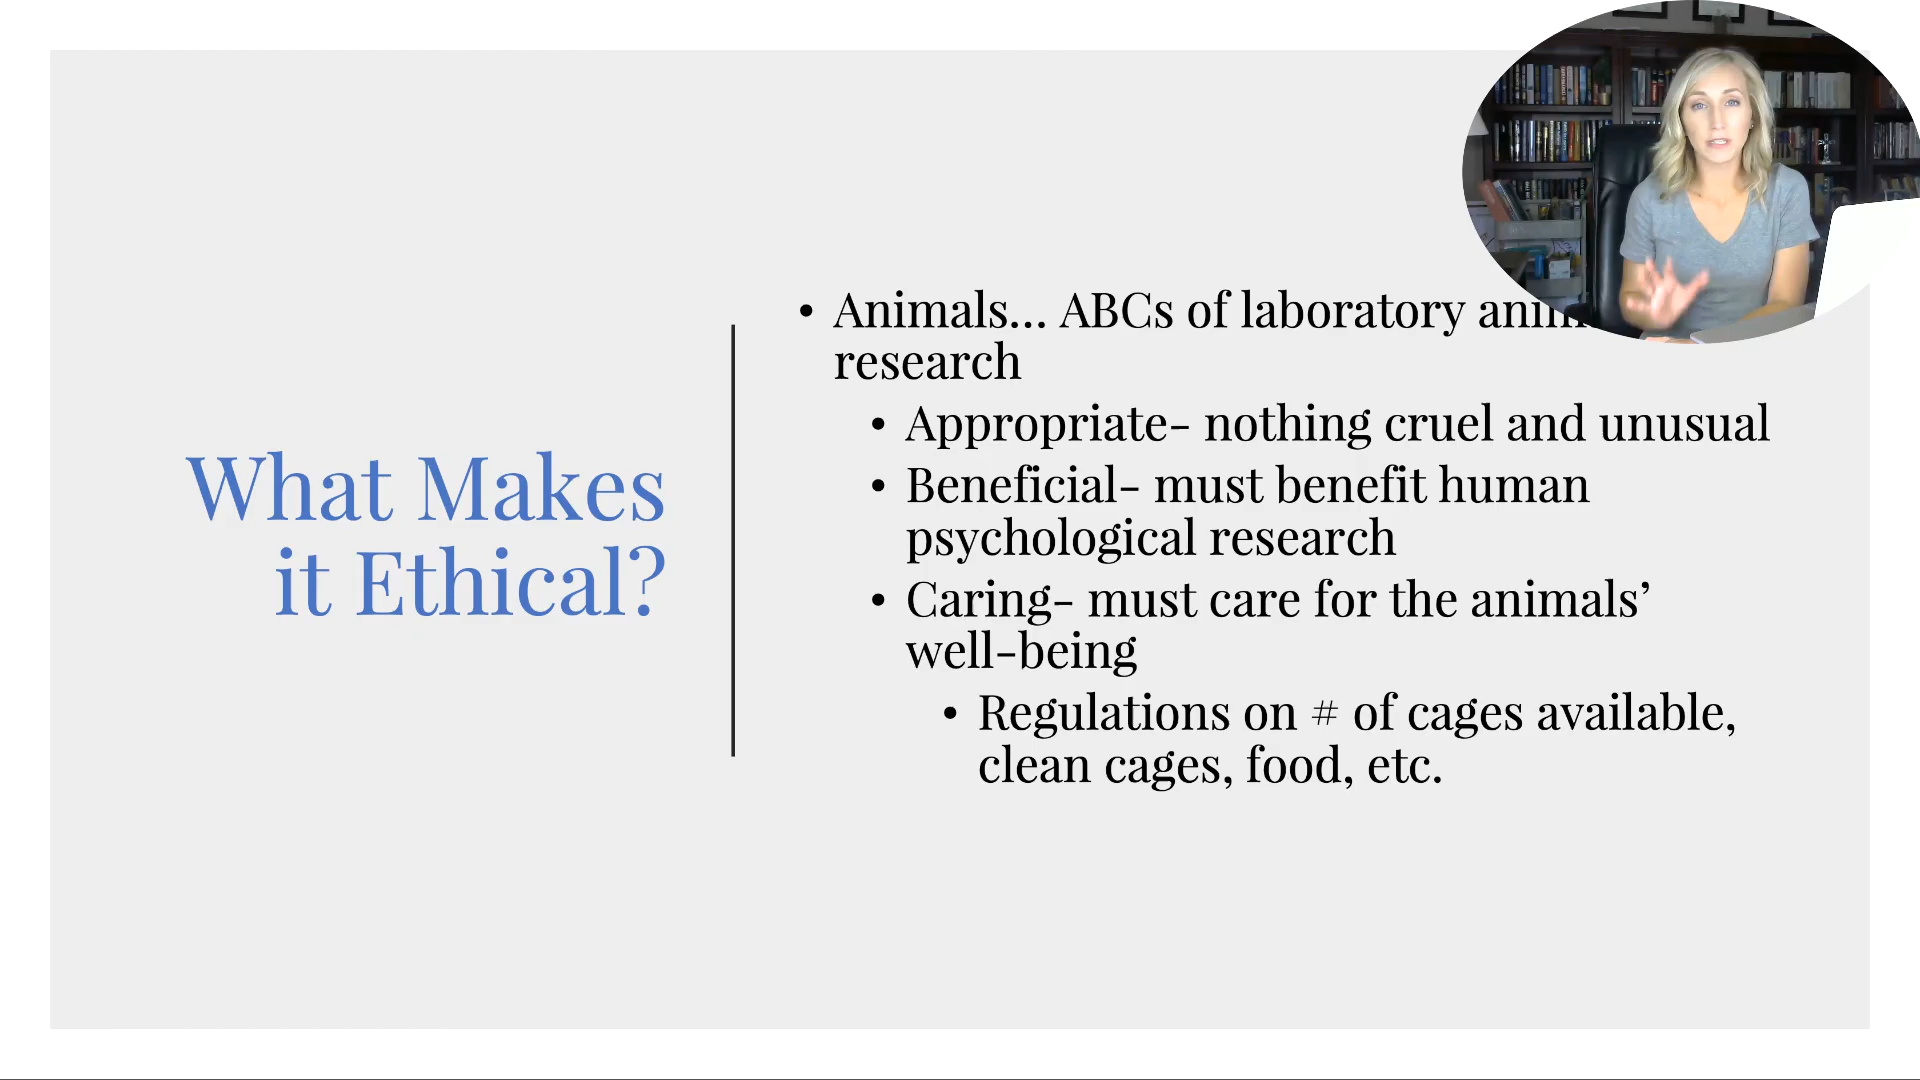 What Makes
it Ethical?
• Animals... ABCs of laboratory
research
• Appropriate- nothing cruel and unusual
• Beneficial- must benefit human
psychological research
• Caring- must care for the animals’
well-being
• Regulations on # of cages available,
clean cages, food, etc.